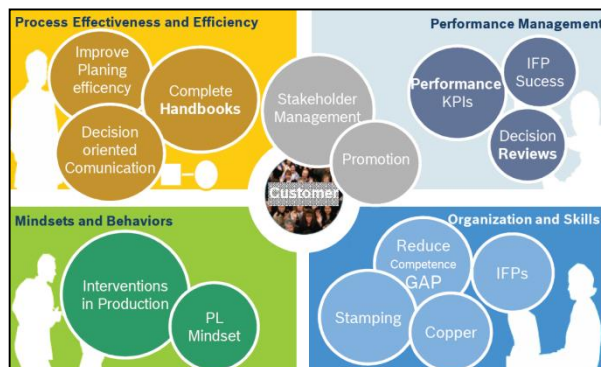 Process Effectiveness and Efficiency
Improve
Planing
efficency
Complete
Handbooks
Decision
oriented
Comunication
Stakeholder
Management
Promotion
Performance Management
Performance
KPIs
IFP
Sucess
Decision
Reviews
Customer
Mindsets and Behaviors
Interventions
in Production
PL
Mindset
Organization and Skills
Reduce
Competence
GAP
IFPs
Stamping
Copper